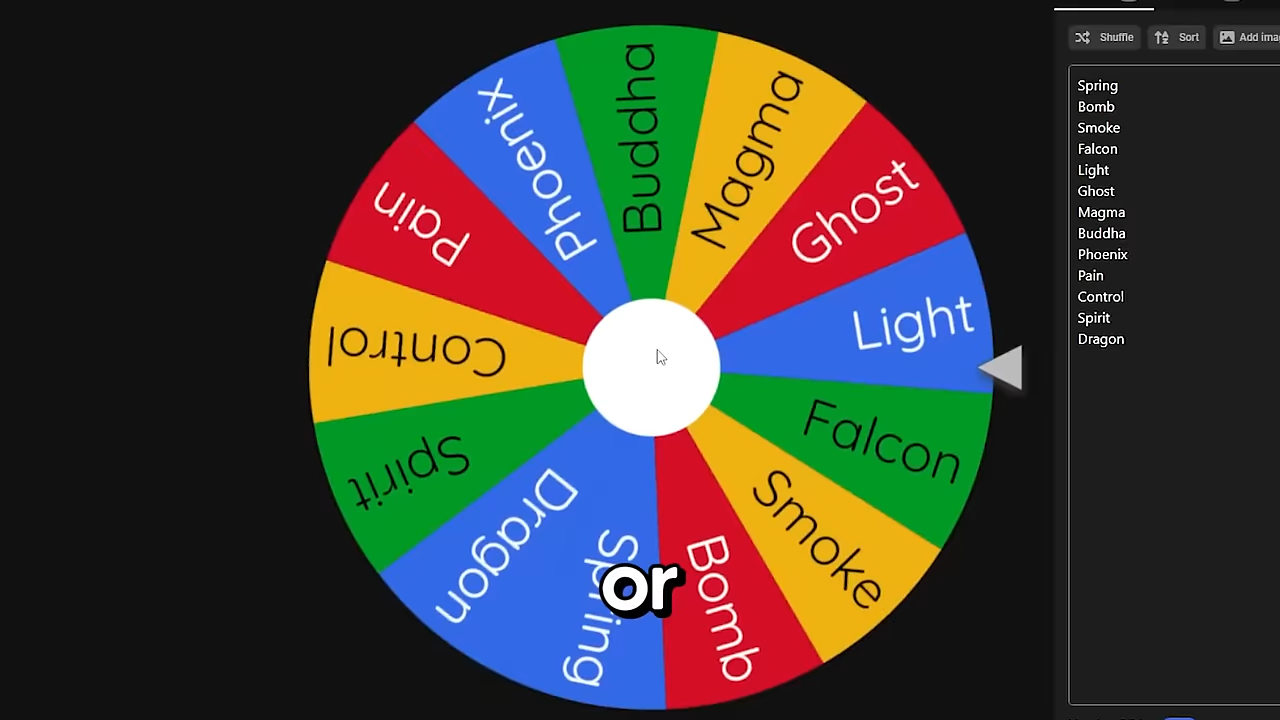 Buddha
Magma
Phoenix
Ghost
Pain
Light
Control
Falcon
Spirit
Smoke
Dragon
Spring
Bomb
or
Shuffle
Sort
Add ima
Spring
Bomb
Smoke
Falcon
Light
Ghost
Magma
Buddha
Phoenix
Pain
Control
Spirit
Dragon